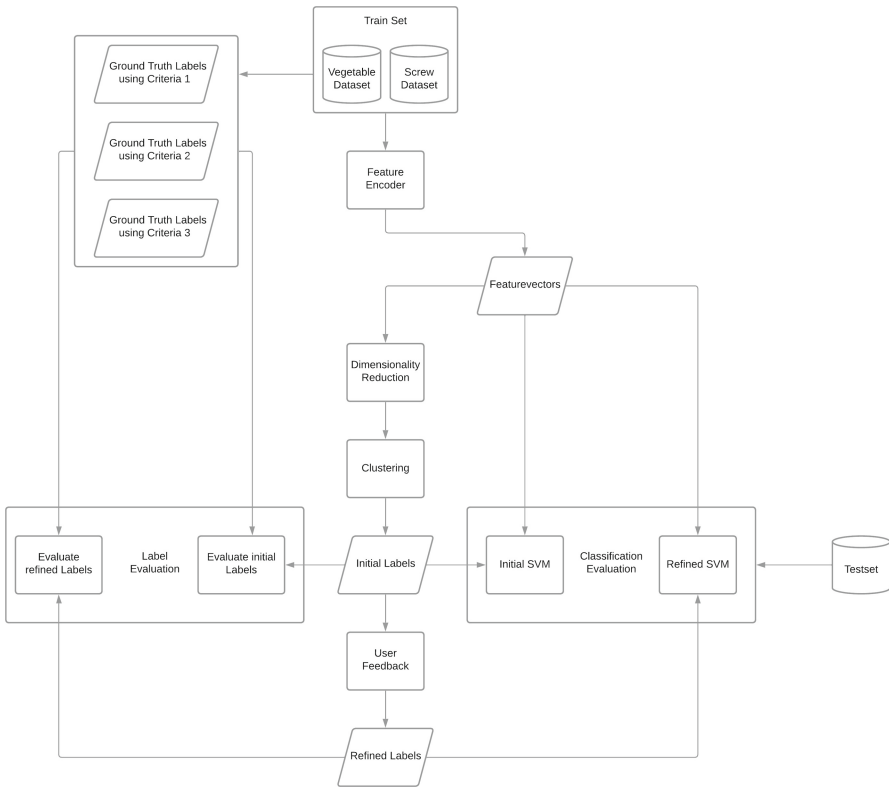 Train Set
Vegetable
Dataset
Screw
Dataset
Ground Truth Labels
using Criteria 1
Ground Truth Labels
using Criteria 2
Ground Truth Labels
using Criteria 3
Feature
Encoder
Featurevectors
Dimensionality
Reduction
Clustering
Evaluate
refined Labels
Label
Evaluation
Evaluate initial
Labels
Initial Labels
Initial SVM
Classification
Evaluation
Refined SVM
Testset
User
Feedback
Refined Labels